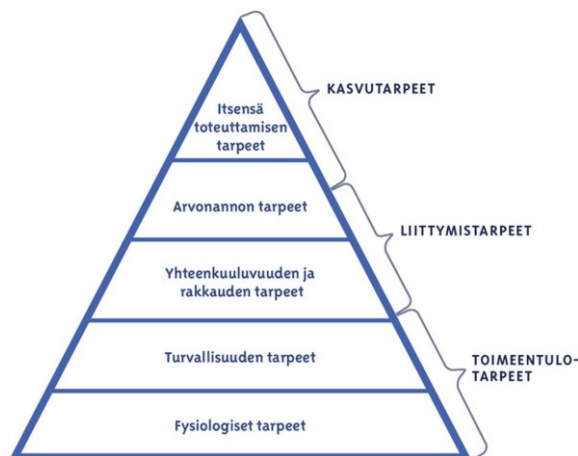 KASVUTARPEET
Itsensä
toteuttamisen
tarpeet
Arvonannon tarpeet
LIITTYMISTARPEET
Yhteenkuuluvuuden ja
rakkauden tarpeet
Turvallisuuden tarpeet
TOIMEENTULO-
TARPEET
Fysiologiset tarpeet